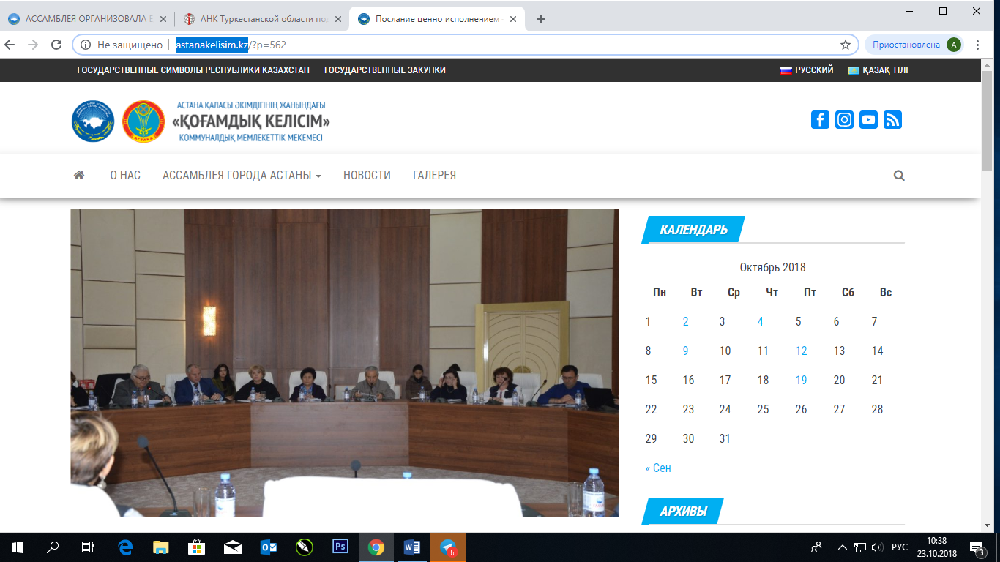 АССАМБЛЕЯ ОРГАНИЗОВАЛА
АНК Туркестанской области по
Послание ценно исполнением
Не защищено
astanakelisim.kz/?p=562
Приостановлена
А
ГОСУДАРСТВЕННЫЕ СИМВОЛЫ РЕСПУБЛИКИ КАЗАХСТАН
ГОСУДАРСТВЕННЫЕ ЗАКУПКИ
РУССКИЙ
ҚАЗАҚ ТІЛІ
АСТАНА
АСТАНА ҚАЛАСЫ ӘКІМДІГІНІҢ ЖАНЫНДАҒЫ
«ҚОҒАМДЫҚ КЕЛІСІМ»
КОММУНАЛДЫҚ МЕМЛЕКЕТТІК МЕКЕМЕСІ
О НАС
АССАМБЛЕЯ ГОРОДА АСТАНЫ
НОВОСТИ
ГАЛЕРЕЯ
КАЛЕНДАРЬ
Октябрь 2018
Пн Вт Ср Чт Пт Сб Вс
1 2 3 4 5 6 7
8 9 10 11 12 13 14
15 16 17 18 19 20 21
22 23 24 25 26 27 28
29 30 31
« Сен
АРХИВЫ
Ps
6
РУС
10:38
23.10.2018
3